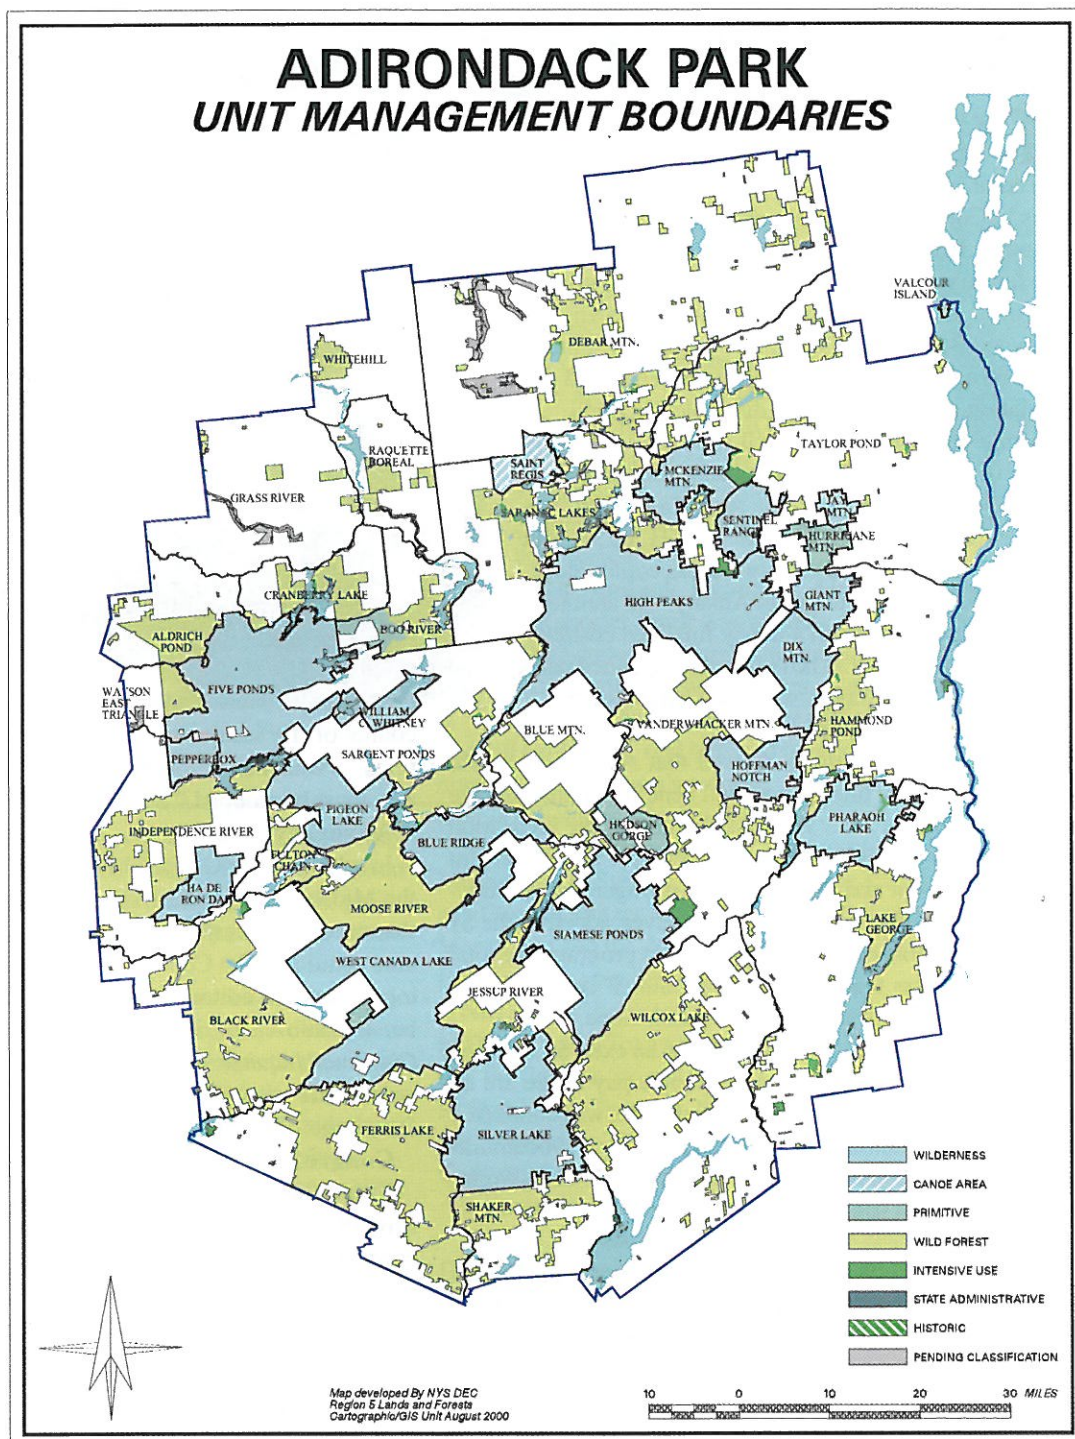 ADIRONDACK PARK
UNIT MANAGEMENT BOUNDARIES
VALCOUR
ISLAND
DEBAR MTN.
WHITEHILL
TAYLOR POND
RAQUETTE
BOREAL
SAINT
REGIS
MCKENZIE
MTN.
GRASS RIVER
SARANAC LAKES
JAY
MTN.
SENTINEL
RANGE
HURRICANE
MTN.
CRANBERRY LAKE
HIGH PEAKS
GIANT
MTN.
ALDRICH
POND
BOG RIVER
DIX
MTN.
FIVE PONDS
WATSON
EAST
TRIANGLE
WILLIAM
C. WHITNEY
BLUE MTN.
VANDERWHACKER MTN.
HAMMOND
POND
PEPPERBOX
SARGENT PONDS
HOFFMAN
NOTCH
PIGEON
LAKE
PHARAOH
LAKE
INDEPENDENCE RIVER
BLUE RIDGE
HUDSON
GORGE
FULTON
CHAIN
HA DE
RON DAH
MOOSE RIVER
LAKE
GEORGE
SIAMESE PONDS
WEST CANADA LAKE
JESSUP RIVER
BLACK RIVER
WILCOX LAKE
FERRIS LAKE
SILVER LAKE
SHAKER
MTN.
WILDERNESS
CANOE AREA
PRIMITIVE
WILD FOREST
INTENSIVE USE
STATE ADMINISTRATIVE
HISTORIC
PENDING CLASSIFICATION
Map developed By NYS DEC
Region 5 Lands and Forests
Cartographic/GIS Unit August 2000
10 0 10 20 30 MILES